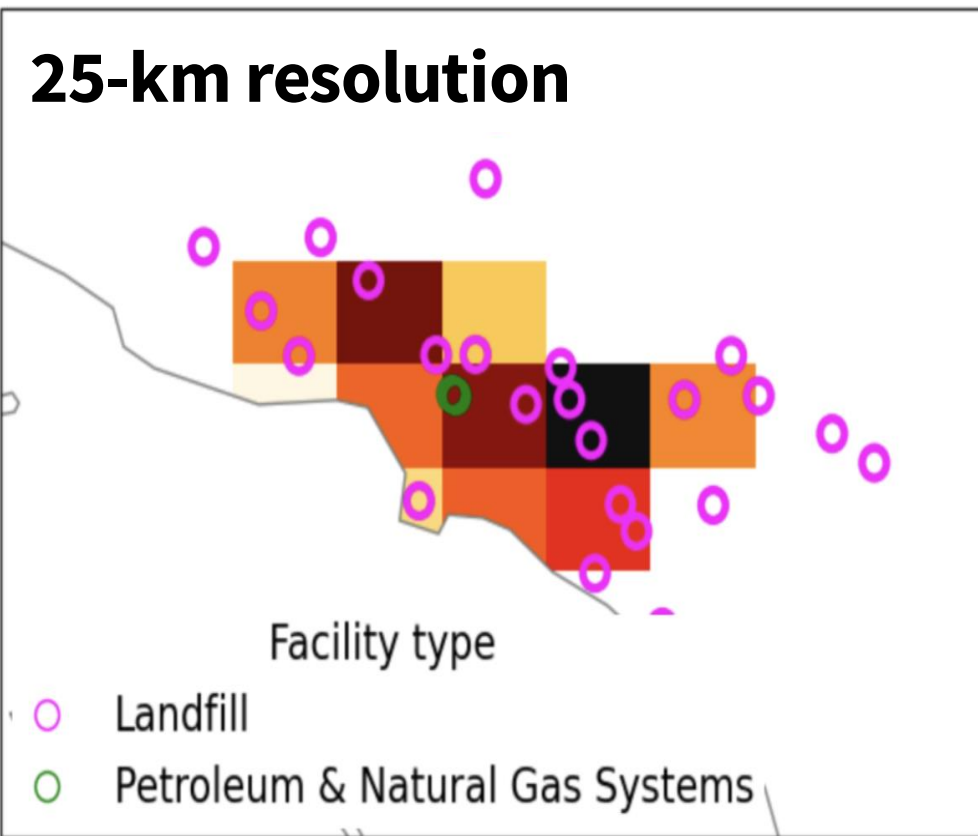 25-km resolution
Facility type
Landfill
Petroleum & Natural Gas Systems